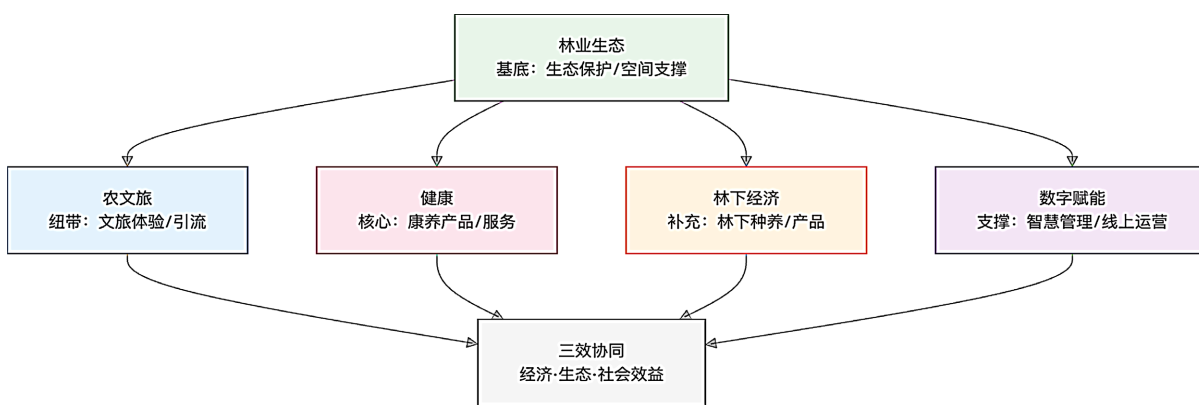 林业生态
基底：生态保护/空间支撑
农文旅
纽带：文旅体验/引流
健康
核心：康养产品/服务
林下经济
补充：林下种养/产品
数字赋能
支撑：智慧管理/线上运营
三效协同
经济·生态·社会效益